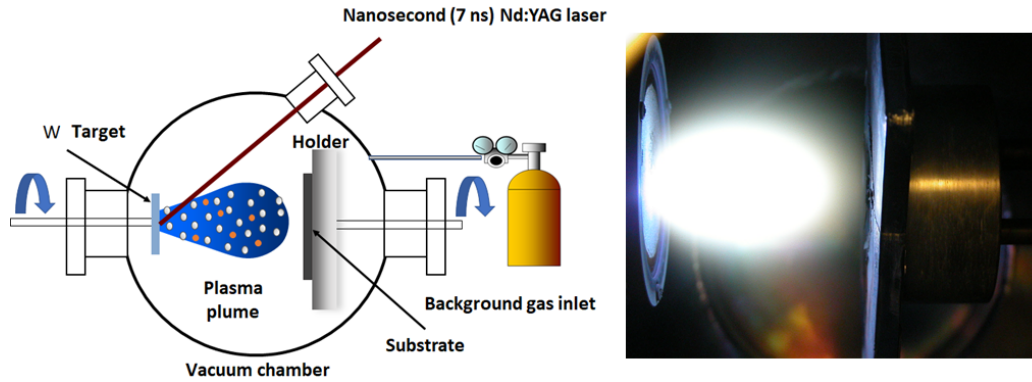 Nanosecond (7 ns) Nd:YAG laser
W Target
Holder
Plasma
plume
Background gas inlet
Substrate
Vacuum chamber